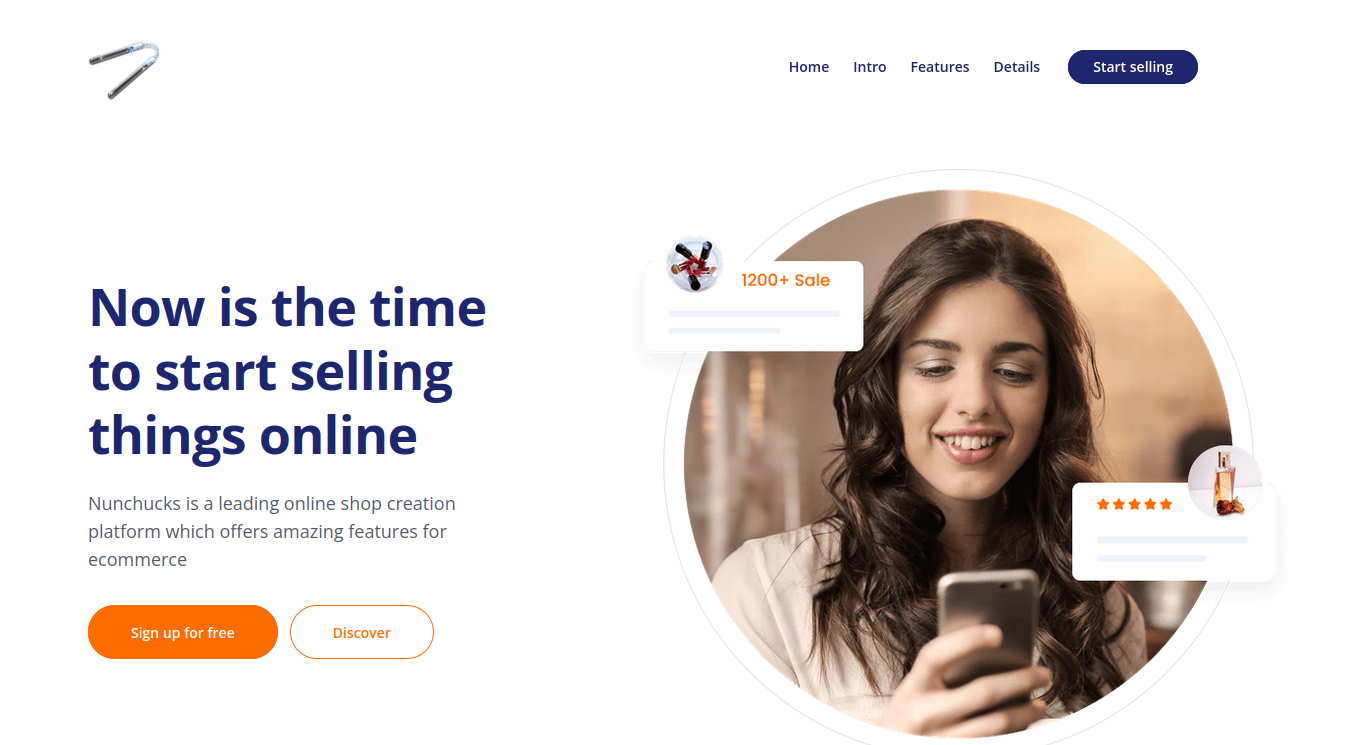 Home Intro Features Details Start selling
Now is the time
to start selling
things online
Nunchucks is a leading online shop creation
platform which offers amazing features for
ecommerce
Sign up for free Discover
1200+ Sale